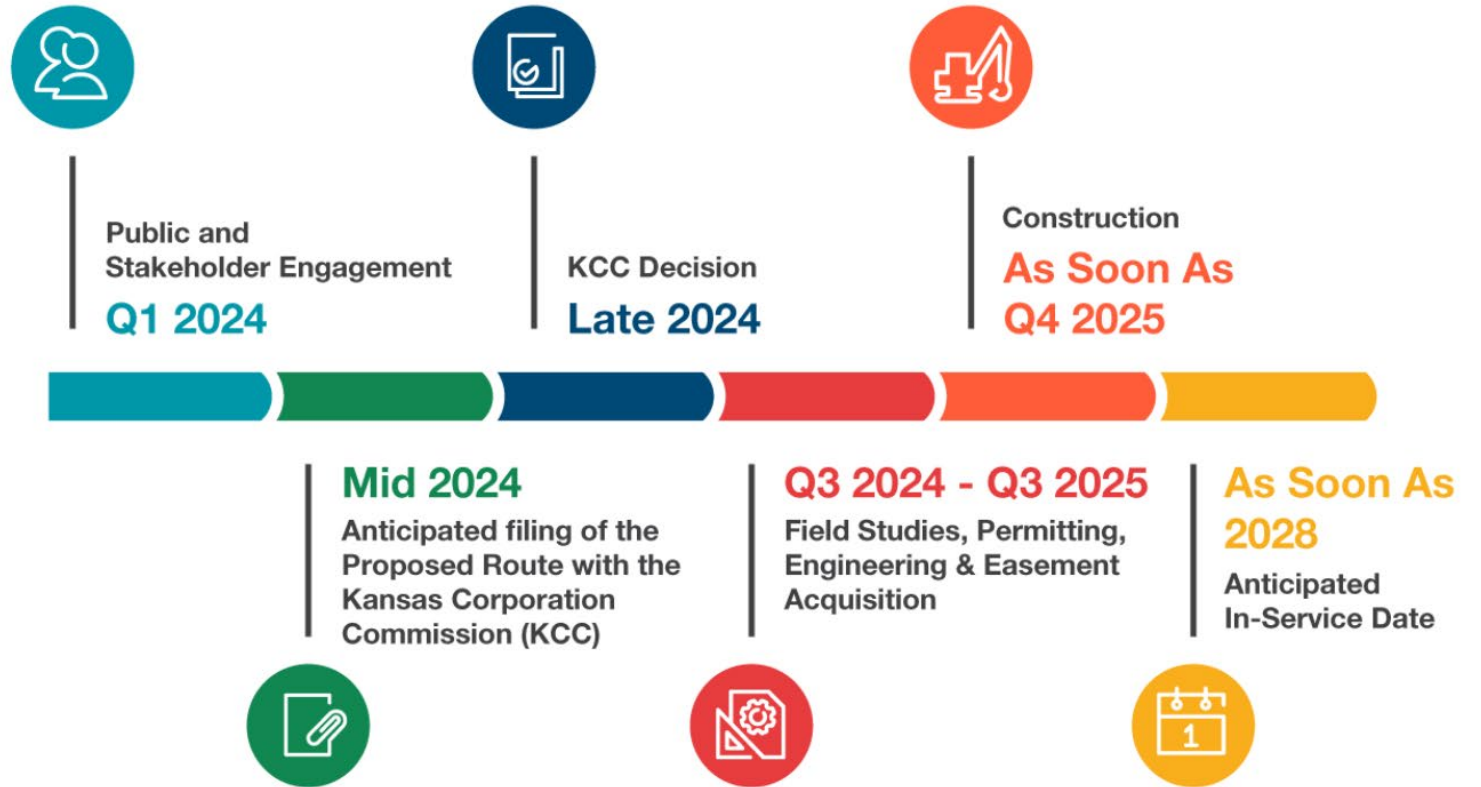 Public and
Stakeholder Engagement
Q1 2024
Mid 2024
Anticipated filing of the
Proposed Route with the
Kansas Corporation
Commission (KCC)
KCC Decision
Late 2024
Q3 2024 - Q3 2025
Field Studies, Permitting,
Engineering & Easement
Acquisition
Construction
As Soon As
Q4 2025
As Soon As
2028
Anticipated
In-Service Date
1